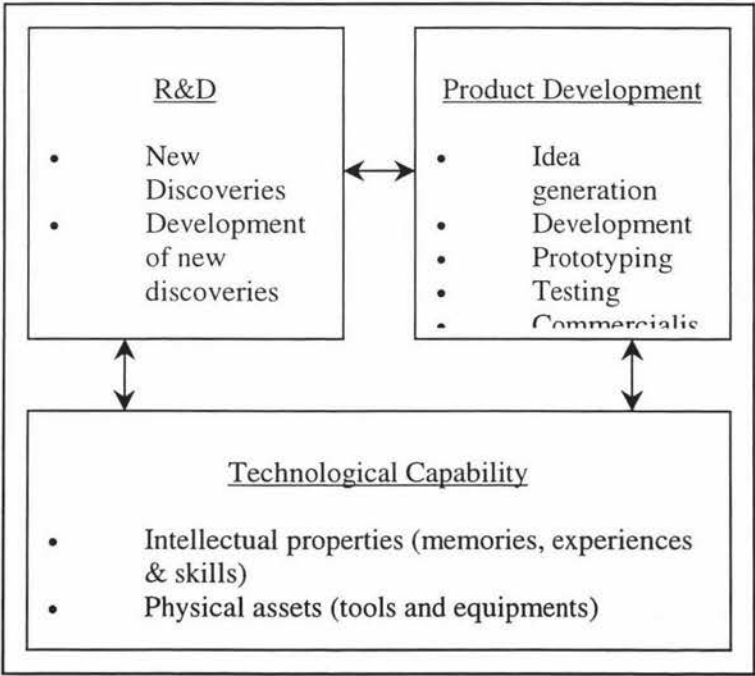 R&D
• New
Discoveries
• Development
of new
discoveries
Product Development
• Idea
generation
• Development
• Prototyping
• Testing
• Commercialis
Technological Capability
• Intellectual properties (memories, experiences
& skills)
• Physical assets (tools and equipments)